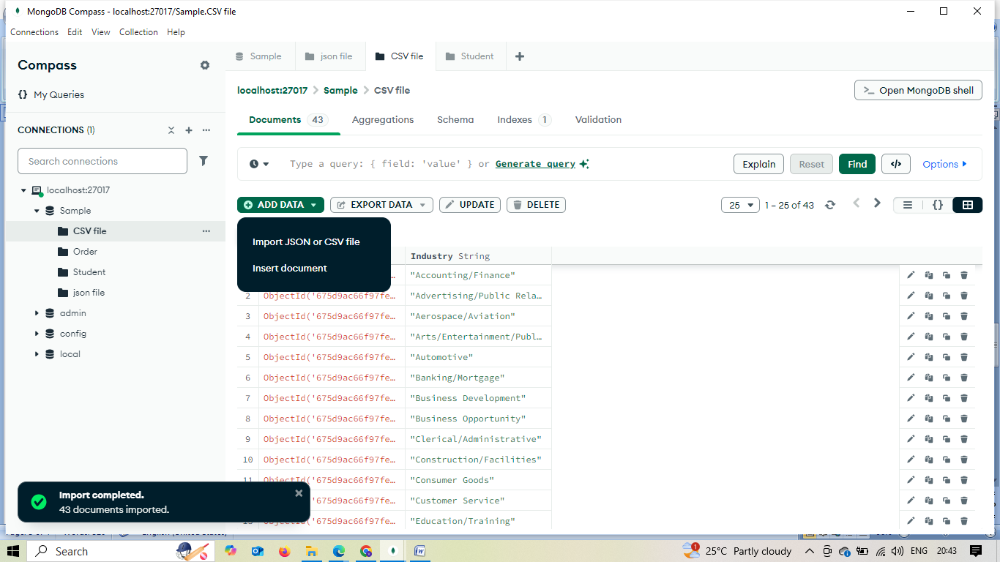 MongoDB Compass - localhost:27017/Sample.CSV file
Connections Edit View Collection Help
Compass
{} My Queries
CONNECTIONS (1)
Search connections
localhost:27017
Sample
CSV file
Order
Student
json file
admin
config
local
Sample json file CSV file Student
localhost:27017 > Sample > CSV file
>_ Open MongoDB shell
Documents 43 Aggregations Schema Indexes 1 Validation
Type a query: { field: 'value' } or Generate query
Explain Reset Find </> Options
ADD DATA EXPORT DATA UPDATE DELETE
25 1 – 25 of 43 {}
Import JSON or CSV file
Insert document
Industry String
"Accounting/Finance"
2 ObjectId('675d9ac66f97fe… "Advertising/Public Rela…
3 ObjectId('675d9ac66f97fe… "Aerospace/Aviation"
4 ObjectId('675d9ac66f97fe… "Arts/Entertainment/Publ…
5 ObjectId('675d9ac66f97fe… "Automotive"
6 ObjectId('675d9ac66f97fe… "Banking/Mortgage"
7 ObjectId('675d9ac66f97fe… "Business Development"
8 ObjectId('675d9ac66f97fe… "Business Opportunity"
9 ObjectId('675d9ac66f97fe… "Clerical/Administrative"
10 ObjectId('675d9ac66f97fe… "Construction/Facilities"
11 ObjectId('675d9ac66f97fe… "Consumer Goods"
'675d9ac66f97fe… "Customer Service"
'675d9ac66f97fe… "Education/Training"
Import completed.
43 documents imported.
Search
1 25°C Partly cloudy ENG 20:43